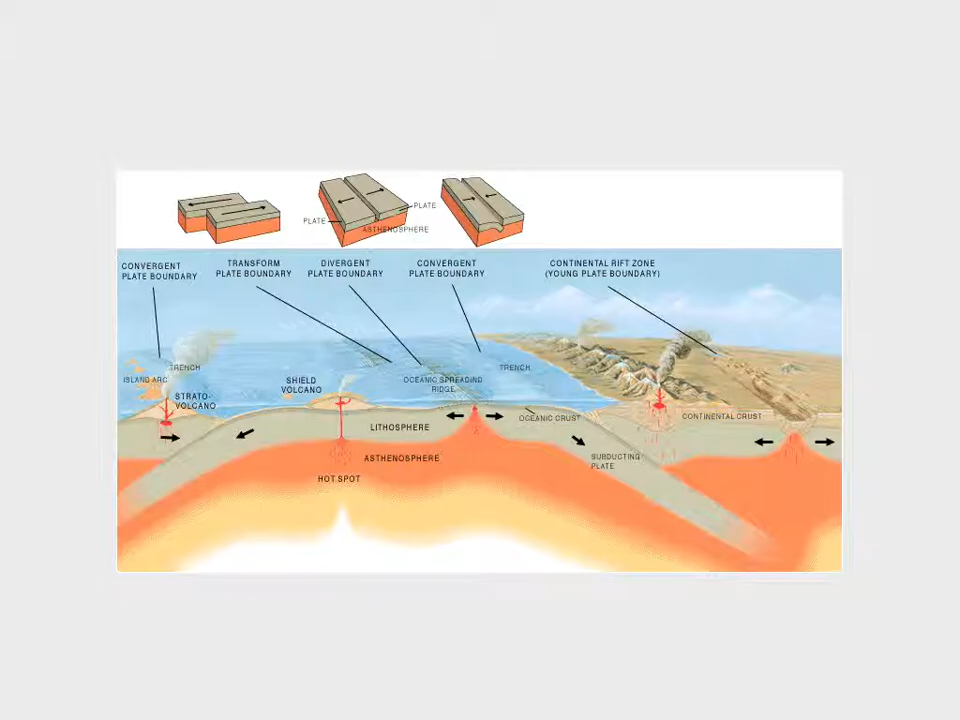 PLATE
PLATE
ASTHENOSPHERE
CONVERGENT
PLATE BOUNDARY
TRANSFORM
PLATE BOUNDARY
DIVERGENT
PLATE BOUNDARY
CONVERGENT
PLATE BOUNDARY
CONTINENTAL RIFT ZONE
(YOUNG PLATE BOUNDARY)
TRENCH
ISLAND ARC
STRATO-
VOLCANO
SHIELD
VOLCANO
OCEANIC SPREADING
RIDGE
TRENCH
LITHOSPHERE
OCEANIC CRUST
CONTINENTAL CRUST
ASTHENOSPHERE
SUBDUCTING
PLATE
HOT SPOT